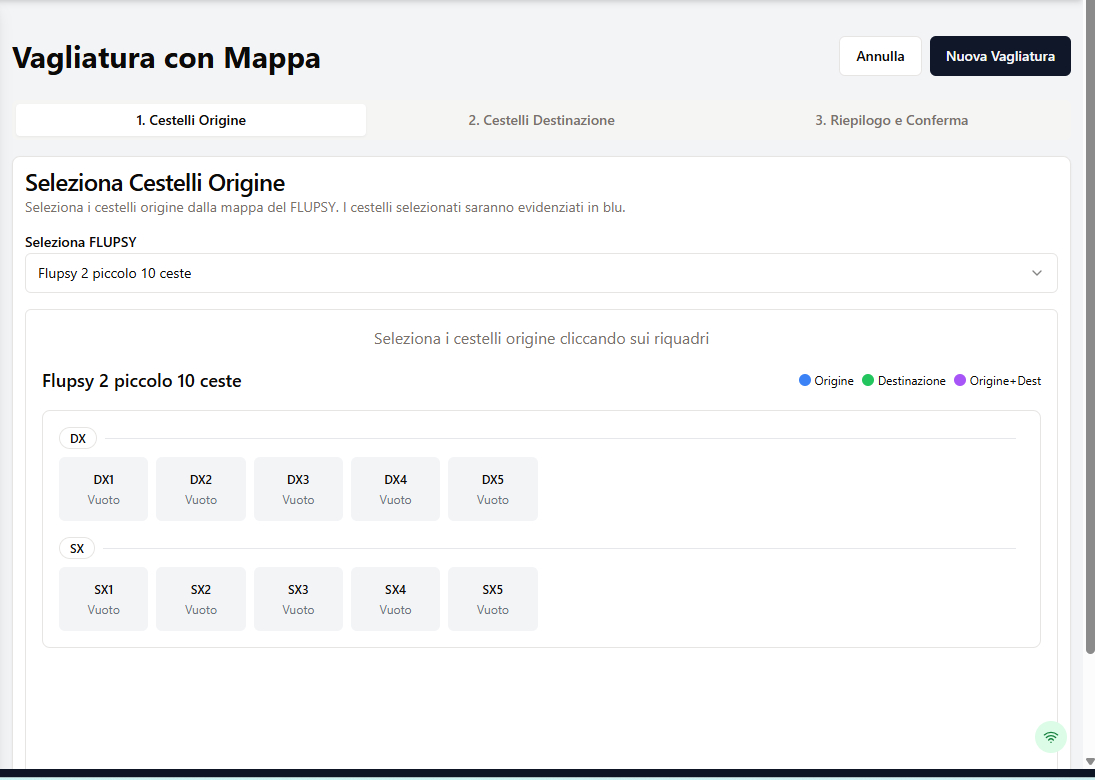 Vagliatura con Mappa
Annulla
Nuova Vagliatura
1. Cestelli Origine
2. Cestelli Destinazione
3. Riepilogo e Conferma
Seleziona Cestelli Origine
Seleziona i cestelli origine dalla mappa del FLUPSY. I cestelli selezionati saranno evidenziati in blu.
Seleziona FLUPSY
Flupsy 2 piccolo 10 ceste
Seleziona i cestelli origine cliccando sui riquadri
Flupsy 2 piccolo 10 ceste
Origine
Destinazione
Origine+Dest
DX
DX1 DX2 DX3 DX4 DX5
Vuoto Vuoto Vuoto Vuoto Vuoto
SX
SX1 SX2 SX3 SX4 SX5
Vuoto Vuoto Vuoto Vuoto Vuoto